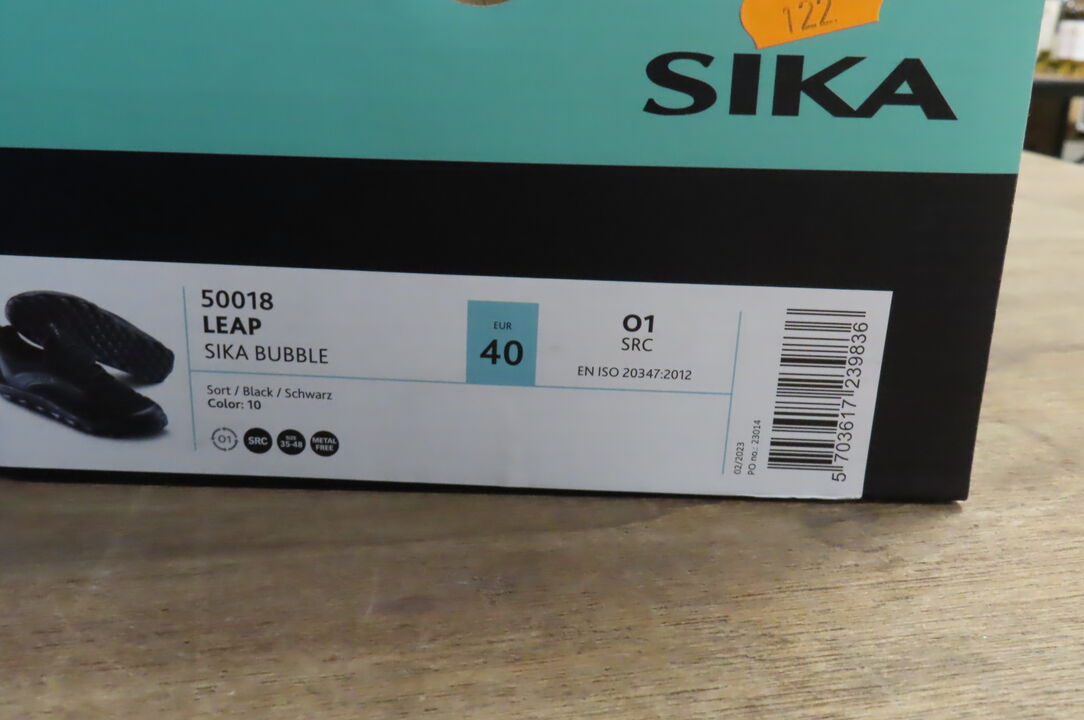 122
SIKA
50018
LEAP
SIKA BUBBLE
EUR
40
O1
SRC
EN ISO 20347:2012
Sort / Black / Schwarz
Color: 10
O1
SRC
SIZE
35-48
METAL
FREE
02/2023
PO no.: 23014
5 703617 239836